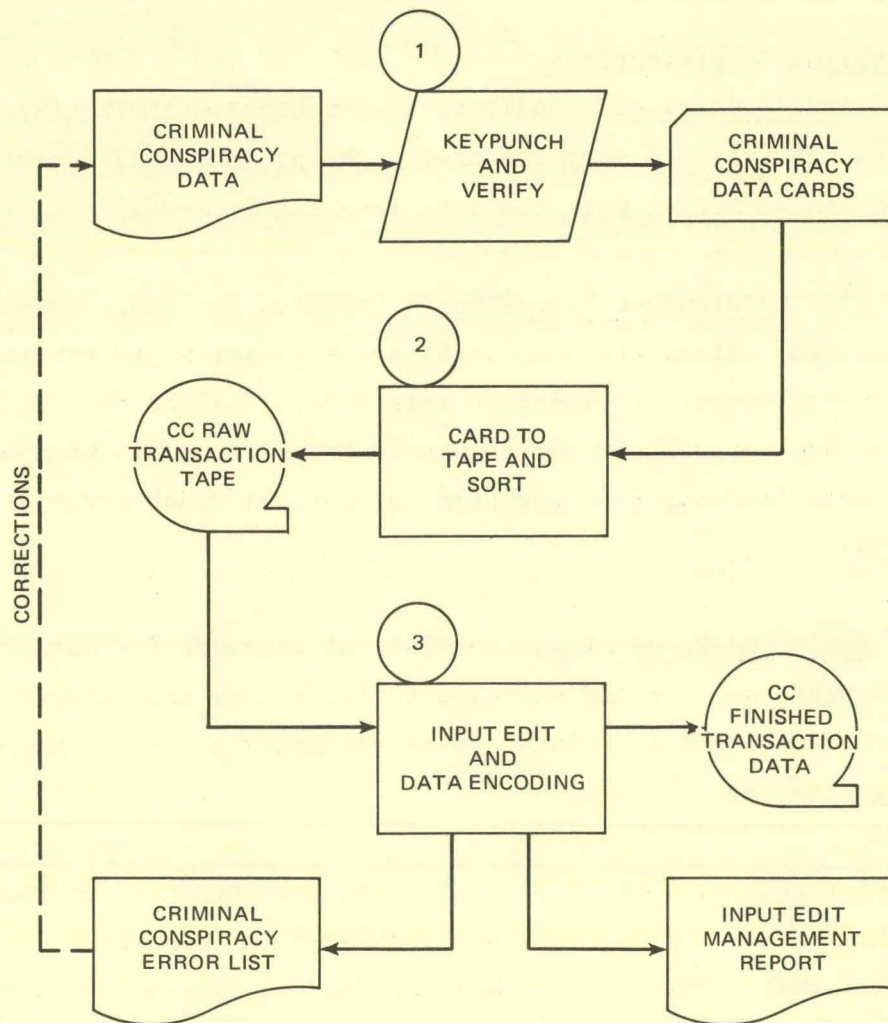 1
CRIMINAL
CONSPIRACY
DATA
KEYPUNCH
AND
VERIFY
CRIMINAL
CONSPIRACY
DATA CARDS
2
CC RAW
TRANSACTION
TAPE
CARD TO
TAPE AND
SORT
CORRECTIONS
3
INPUT EDIT
AND
DATA ENCODING
CC
FINISHED
TRANSACTION
DATA
CRIMINAL
CONSPIRACY
ERROR LIST
INPUT EDIT
MANAGEMENT
REPORT